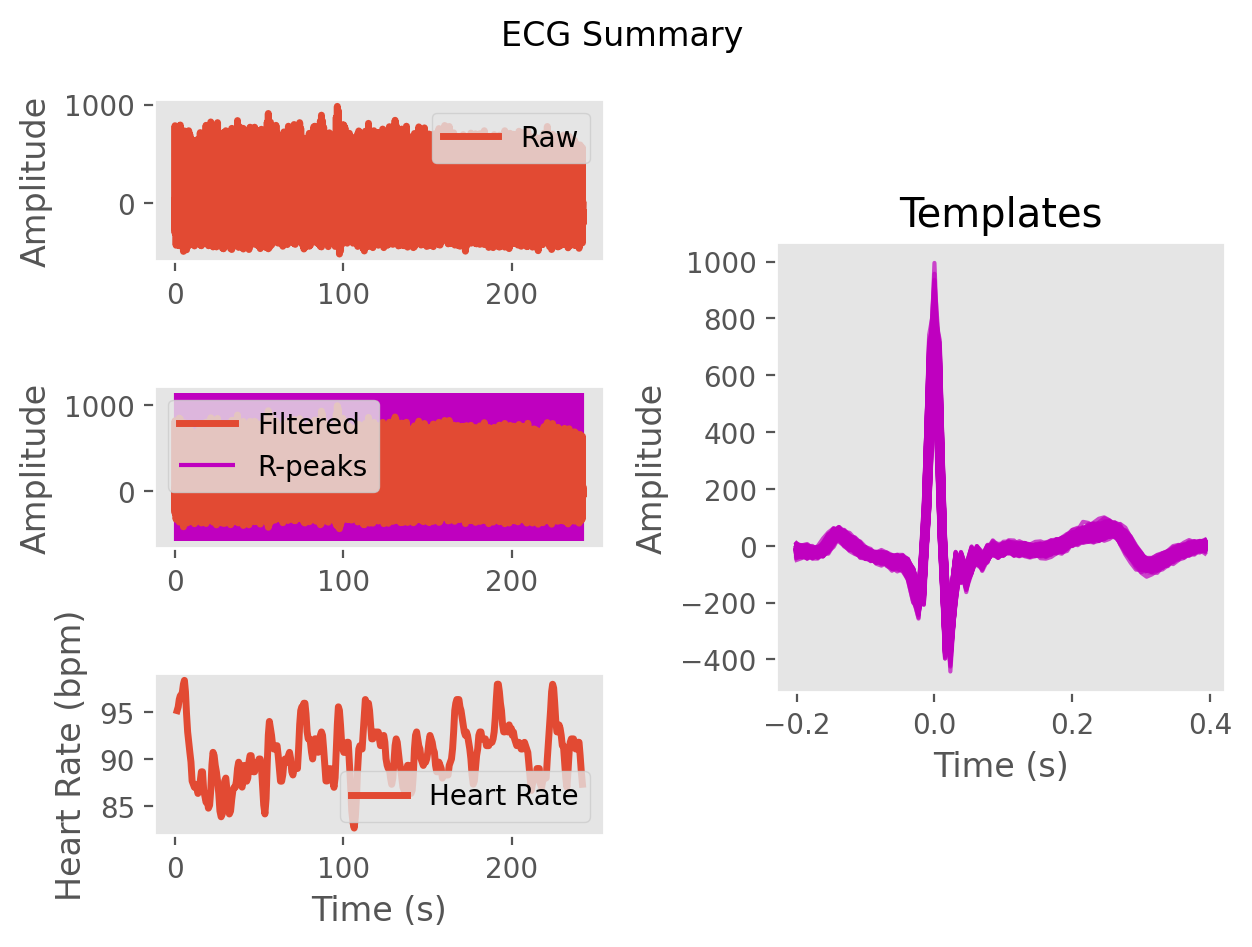 ECG Summary
Amplitude
1000
0
Raw
0
100
200
Amplitude
1000
0
Filtered
R-peaks
0
100
200
Heart Rate (bpm)
95
90
85
Heart Rate
0
100
200
Time (s)
Templates
Amplitude
1000
800
600
400
200
0
−200
−400
−0.2
0.0
0.2
0.4
Time (s)